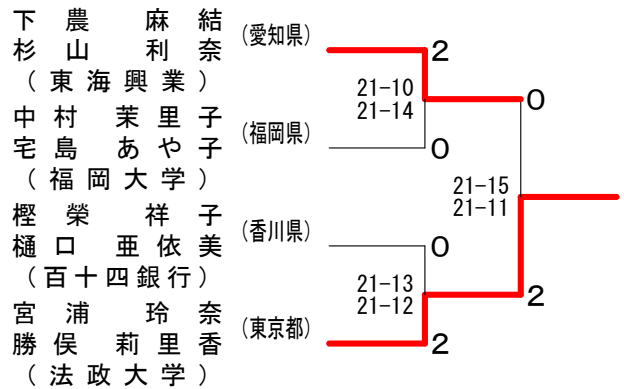 下農 麻結
杉山 利奈 (愛知県) 2
(東海興業)
21-10 0
21-14
中村 茉里子
宅島 あや子 (福岡県) 0
(福岡大学)
21-15
21-11
樫榮 祥子
樋口 亜依美 (香川県) 0
(百十四銀行)
21-13 2
21-12
宮浦 玲奈
勝俣 莉里香 (東京都) 2
(法政大学)